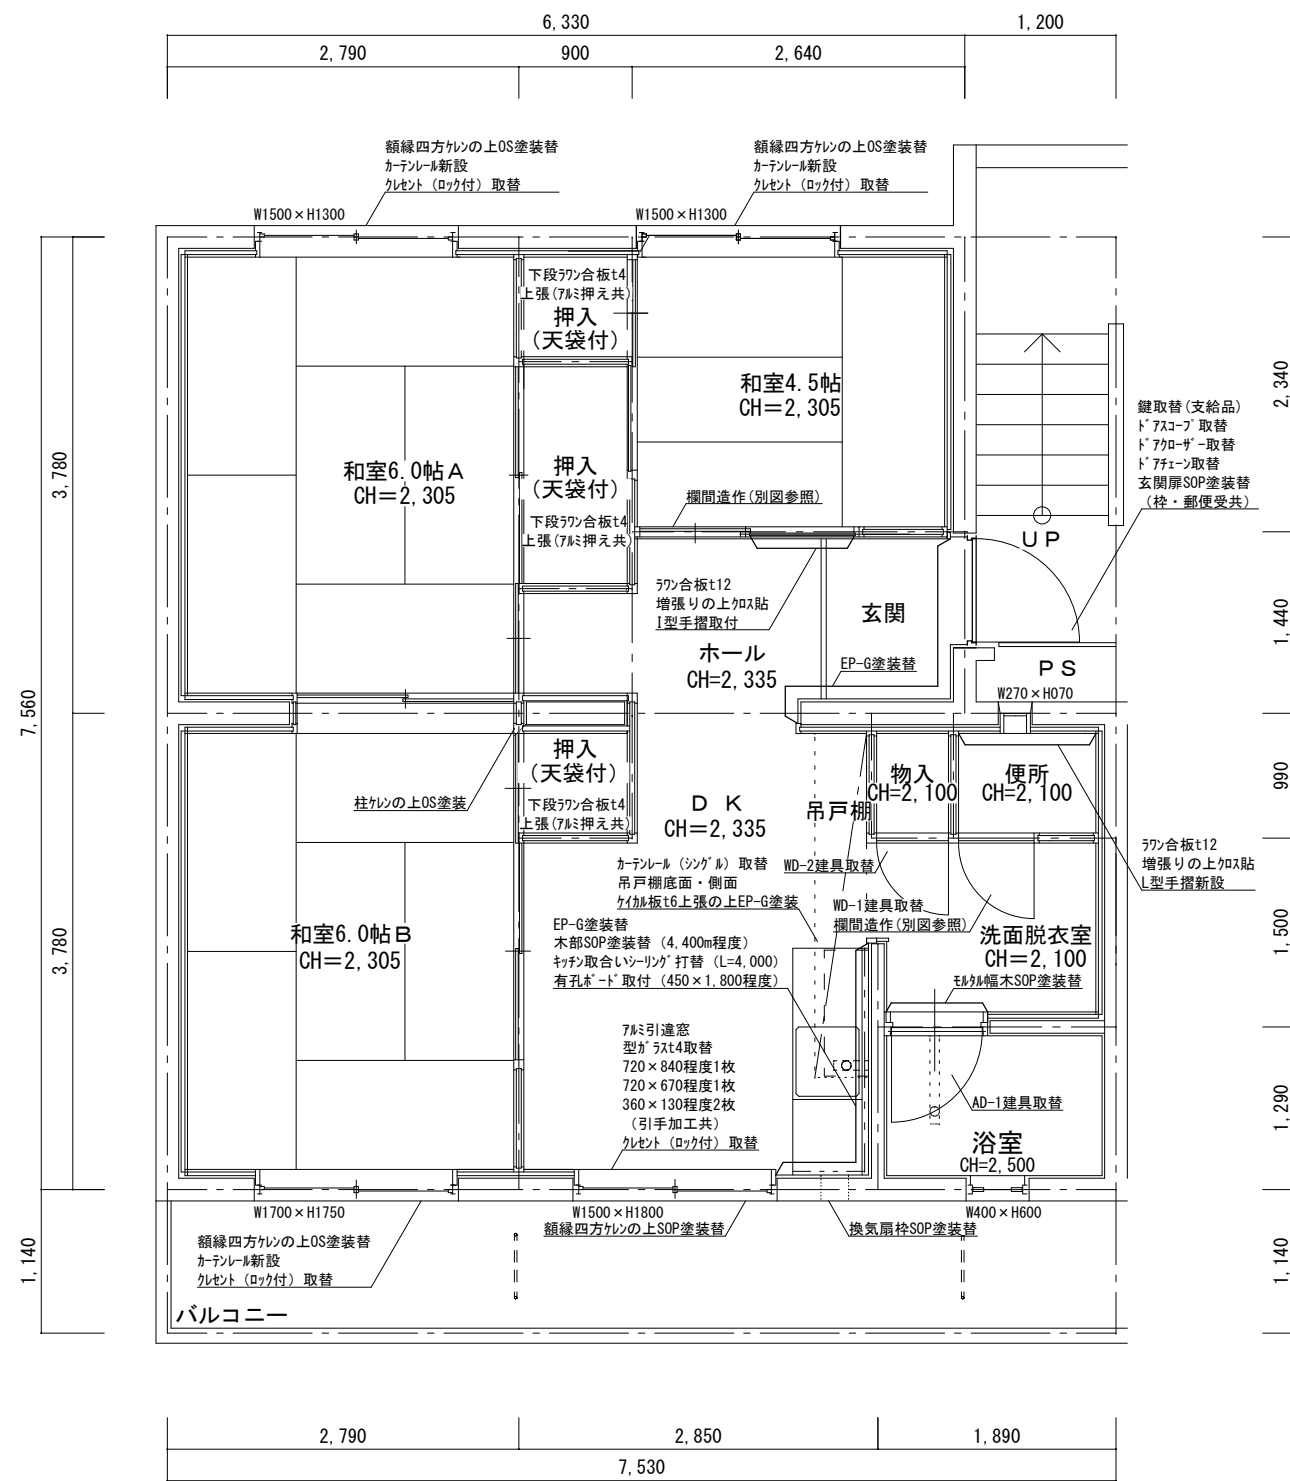 6,330
1,200
2,790
900
2,640
額縁四方ケレンの上OS塗装替
カーテンレール新設
クレセント（ロック付）取替
額縁四方ケレンの上OS塗装替
カーテンレール新設
クレセント（ロック付）取替
W1500×H1300
W1500×H1300
下段ラワン合板t4
上張(アルミ押え共)
押入
(天袋付)
和室4.5帖
CH＝2,305
2,340
鍵取替(支給品)
ドアスコープ取替
ドアクローザー取替
ドアチェーン取替
玄関扉SOP塗装替
（枠・郵便受共）
3,780
和室6.0帖A
CH＝2,305
押入
(天袋付)
下段ラワン合板t4
上張(アルミ押え共)
欄間造作(別図参照)
UP
ラワン合板t12
増張りの上クロス貼
I型手摺取付
玄関
1,440
ホール
CH=2,335
EP-G塗装替
PS
W270×H070
7,560
押入
(天袋付)
下段ラワン合板t4
上張(アルミ押え共)
柱ケレンの上OS塗装
DK
CH＝2,335
吊戸棚
物入
CH=2,100
便所
CH=2,100
990
ラワン合板t12
増張りの上クロス貼
L型手摺新設
カーテンレール（シングル）取替
吊戸棚底面・側面
ケイカル板t6上張の上EP-G塗装
WD-2建具取替
WD-1建具取替
欄間造作(別図参照)
EP-G塗装替
木部SOP塗装替（4,400m程度）
キッチン取合いシーリング打替（L=4,000）
有孔ボード取付（450×1,800程度）
和室6.0帖B
CH＝2,305
3,780
洗面脱衣室
CH＝2,100
1,500
モルタル幅木SOP塗装替
アルミ引違窓
型ガラスt4取替
720×840程度1枚
720×670程度1枚
360×130程度2枚
（引手加工共）
クレセント（ロック付）取替
AD-1建具取替
1,290
浴室
CH=2,500
W1700×H1750
W1500×H1800
W400×H600
額縁四方ケレンの上SOP塗装替
換気扇枠SOP塗装替
額縁四方ケレンの上OS塗装替
カーテンレール新設
クレセント（ロック付）取替
1,140
1,140
バルコニー
2,790
2,850
1,890
7,530